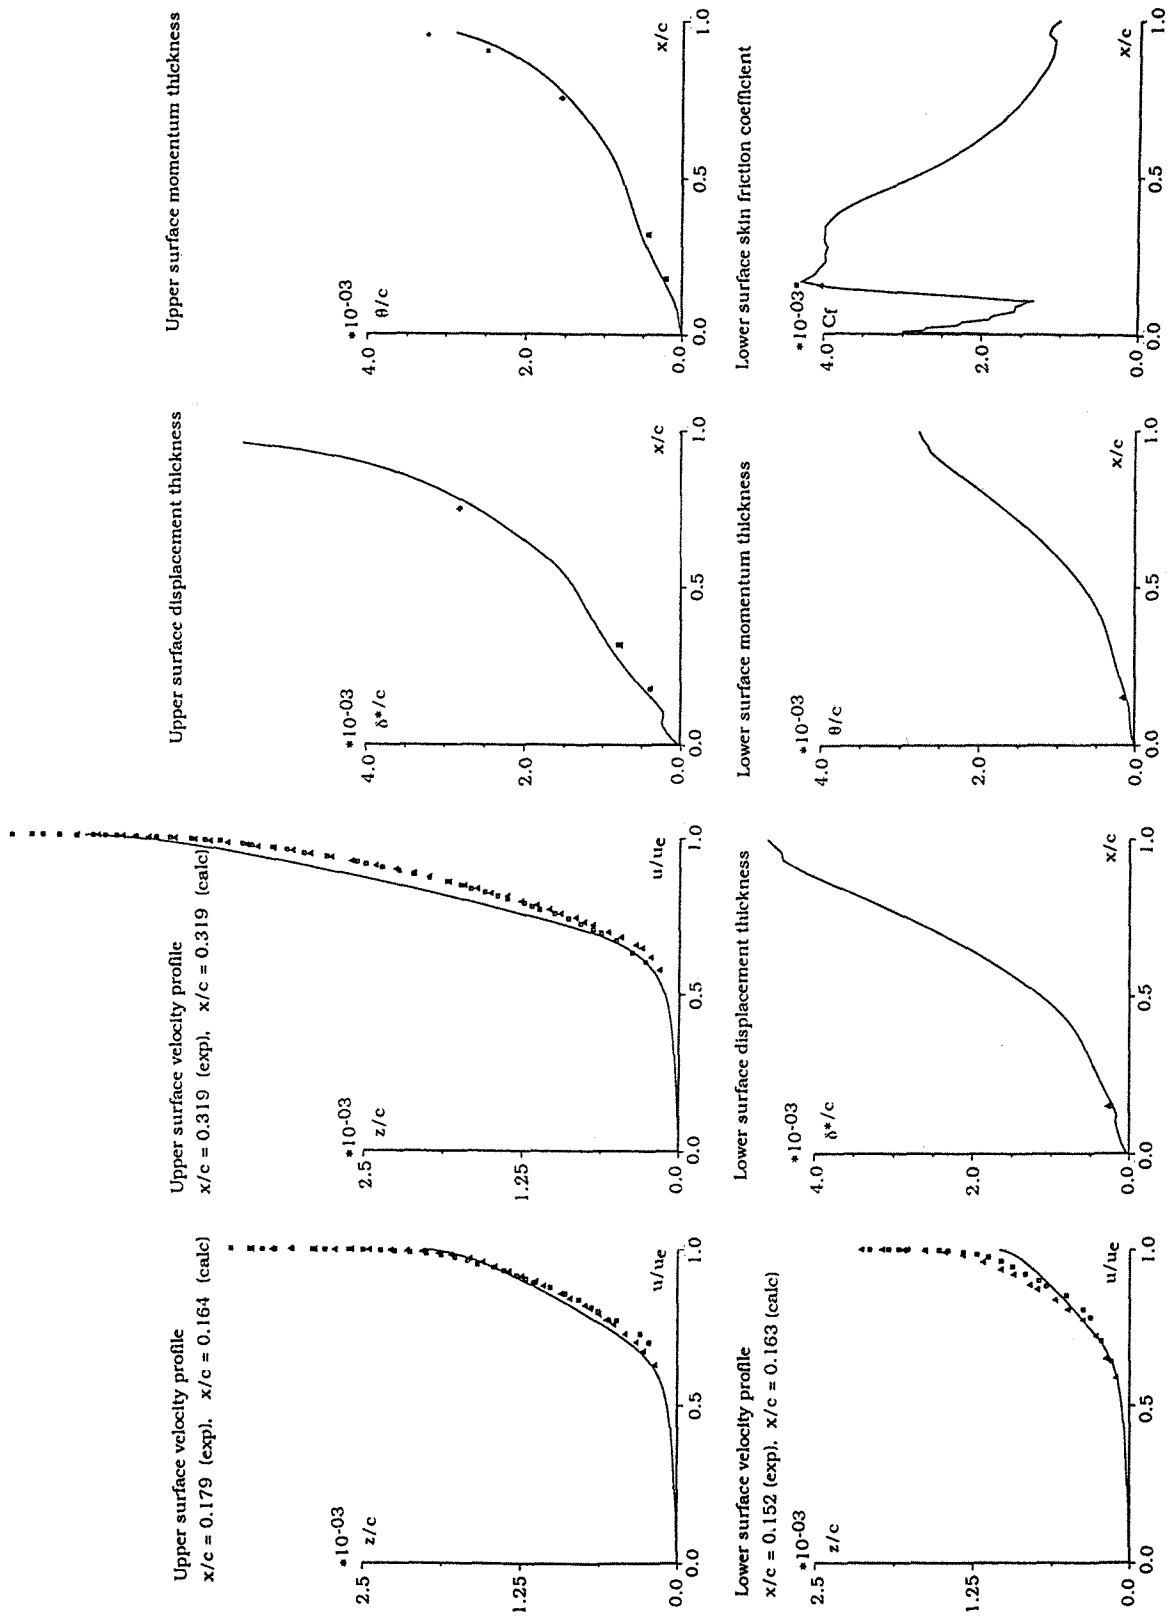 Upper surface velocity profile
x/c = 0.179 (exp), x/c = 0.164 (calc)
*10-03
z/c
2.5
1.25
0.0
0.0
0.5
1.0
u/ue
Upper surface velocity profile
x/c = 0.319 (exp), x/c = 0.319 (calc)
*10-03
z/c
2.5
1.25
0.0
0.0
0.5
1.0
u/ue
Upper surface displacement thickness
*10-03
δ*/c
4.0
2.0
0.0
0.0
0.5
1.0
x/c
Upper surface momentum thickness
*10-03
θ/c
4.0
2.0
0.0
0.0
0.5
1.0
x/c
Lower surface velocity profile
x/c = 0.152 (exp), x/c = 0.163 (calc)
*10-03
z/c
2.5
1.25
0.0
0.0
0.5
1.0
u/ue
Lower surface displacement thickness
*10-03
δ*/c
4.0
2.0
0.0
0.0
0.5
1.0
x/c
Lower surface momentum thickness
*10-03
θ/c
4.0
2.0
0.0
0.0
0.5
1.0
x/c
Lower surface skin friction coefficient
*10-03
Cf
4.0
2.0
0.0
0.0
0.5
1.0
x/c